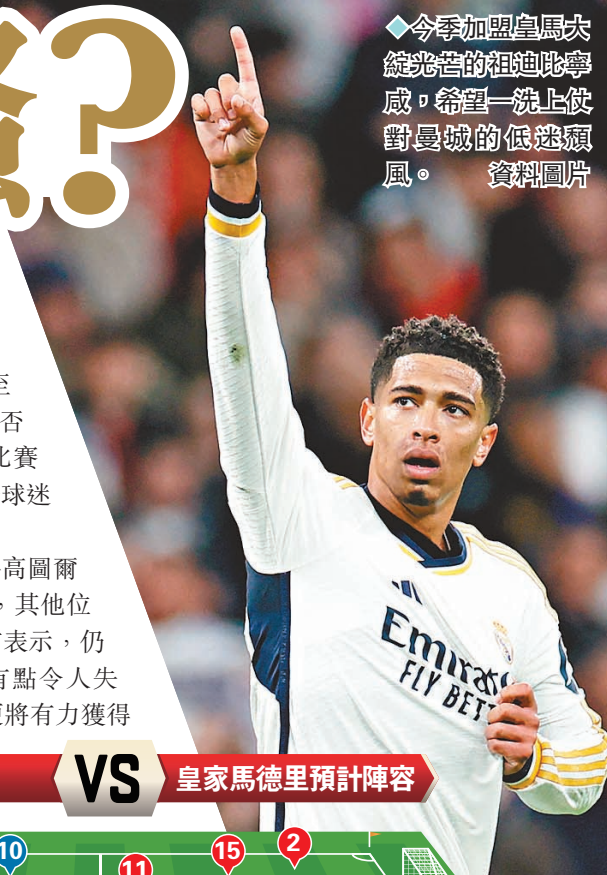 ?
◆今季加盟皇馬大
綻光芒的祖迪比寧
咸，希望一洗上仗
對曼城的低迷頹
風。 資料圖片
至
否
比賽
球迷
高圖爾
，其他位
表示，仍
有點令人失
將有力獲得
Emirates
FLY BET
VS
皇家馬德里預計陣容
10
11
15
2